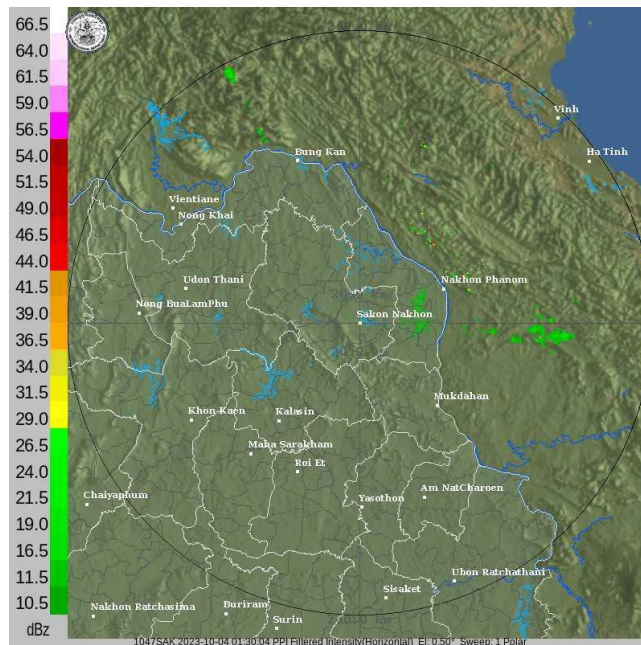 66.5
64.0
61.5
59.0
56.5
54.0
51.5
49.0
46.5
44.0
41.5
39.0
36.5
34.0
31.5
29.0
26.5
24.0
21.5
19.0
16.5
11.5
10.5
dBz
Vinh
Ha Tinh
Bung Kan
Vientiane
Nong Khai
Udon Thani
Nakhon Phanom
Nong BuaLamPhu
Sakon Nakhon
Mukdahan
Khon Kaen
Kalasin
Maha Sarakham
Roi Et
Chaiyaphum
Am NatCharoen
Yasothon
Ubon Ratchathani
Sisaket
Nakhon Ratchasima
Buriram
Surin
1047SAK 2023-10-04 01:30:04 PPI Filtered Intensity(Horizontal) El: 0.50° Sweep: 1 Polar